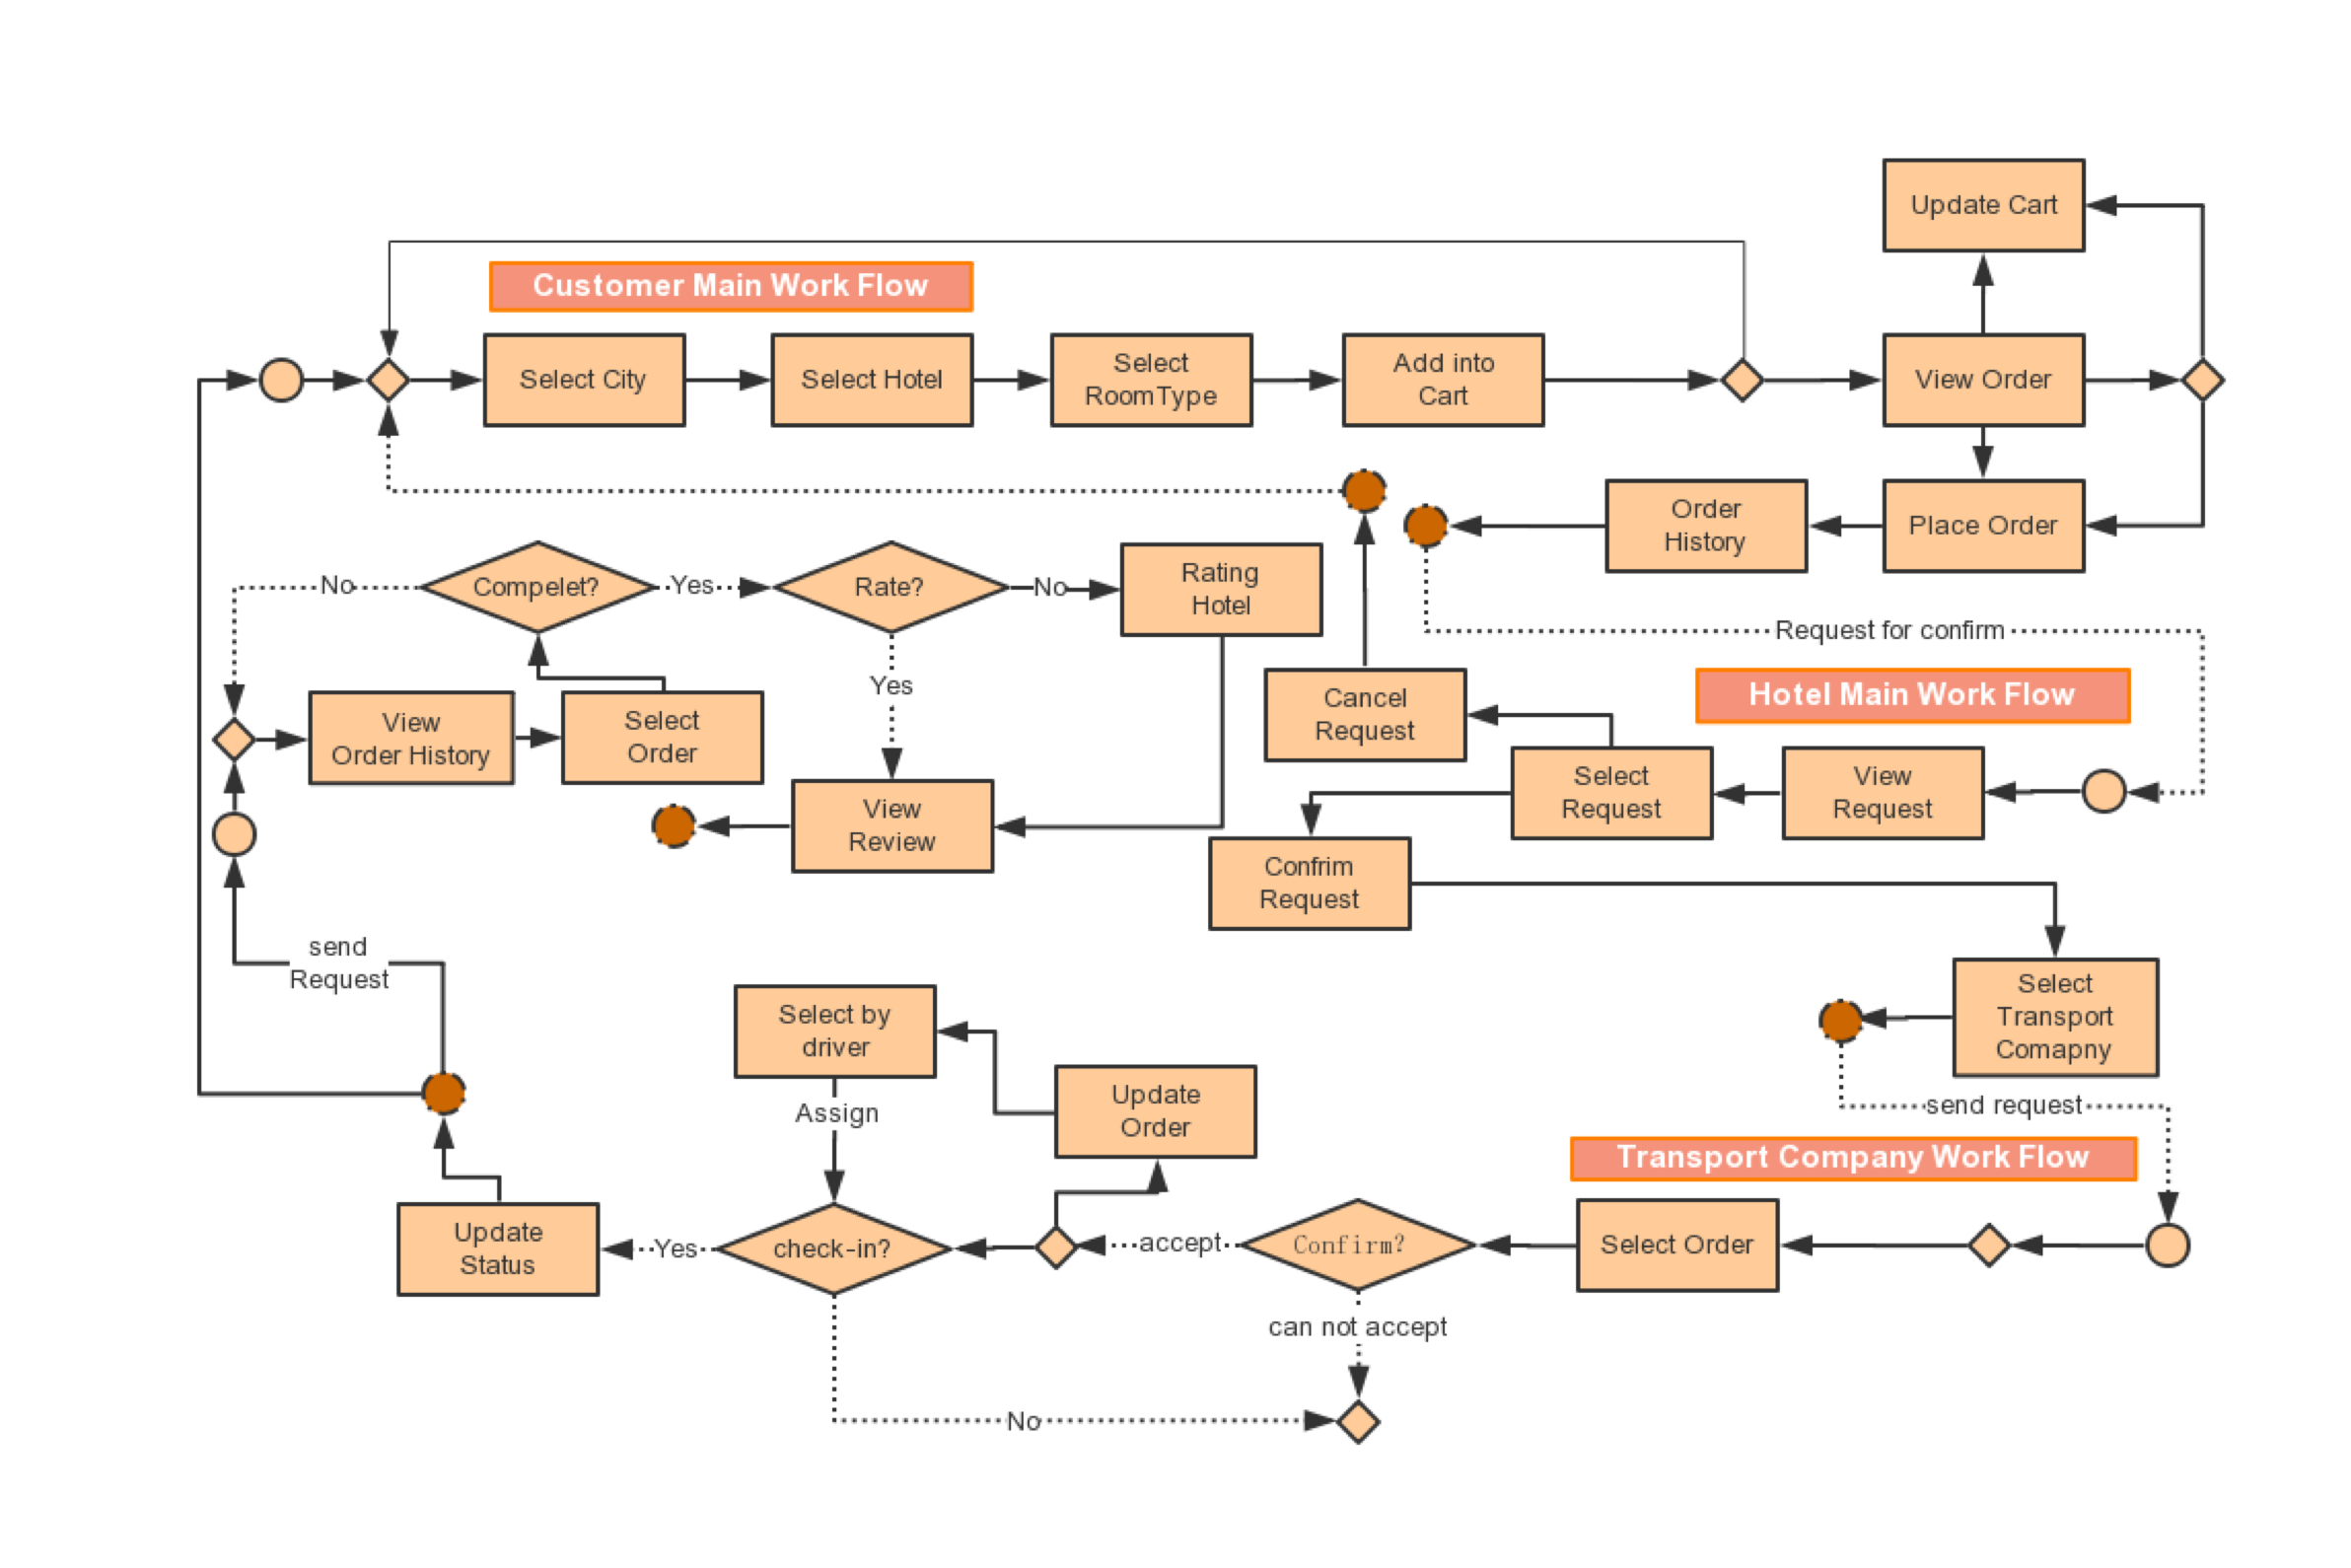 Update Cart
Customer Main Work Flow
Select City
Select Hotel
Select
RoomType
Add into
Cart
View Order
Order
History
Place Order
No
Compelet?
Yes
Rate?
No
Rating
Hotel
Request for confirm
Yes
Cancel
Request
Hotel Main Work Flow
View
Order History
Select
Order
Select
Request
View
Request
View
Review
Confrim
Request
send
Request
Select by
driver
Select
Transport
Comapny
Assign
Update
Order
send request
Transport Company Work Flow
Update
Status
Yes
check-in?
accept
Confirm?
Select Order
can not accept
No